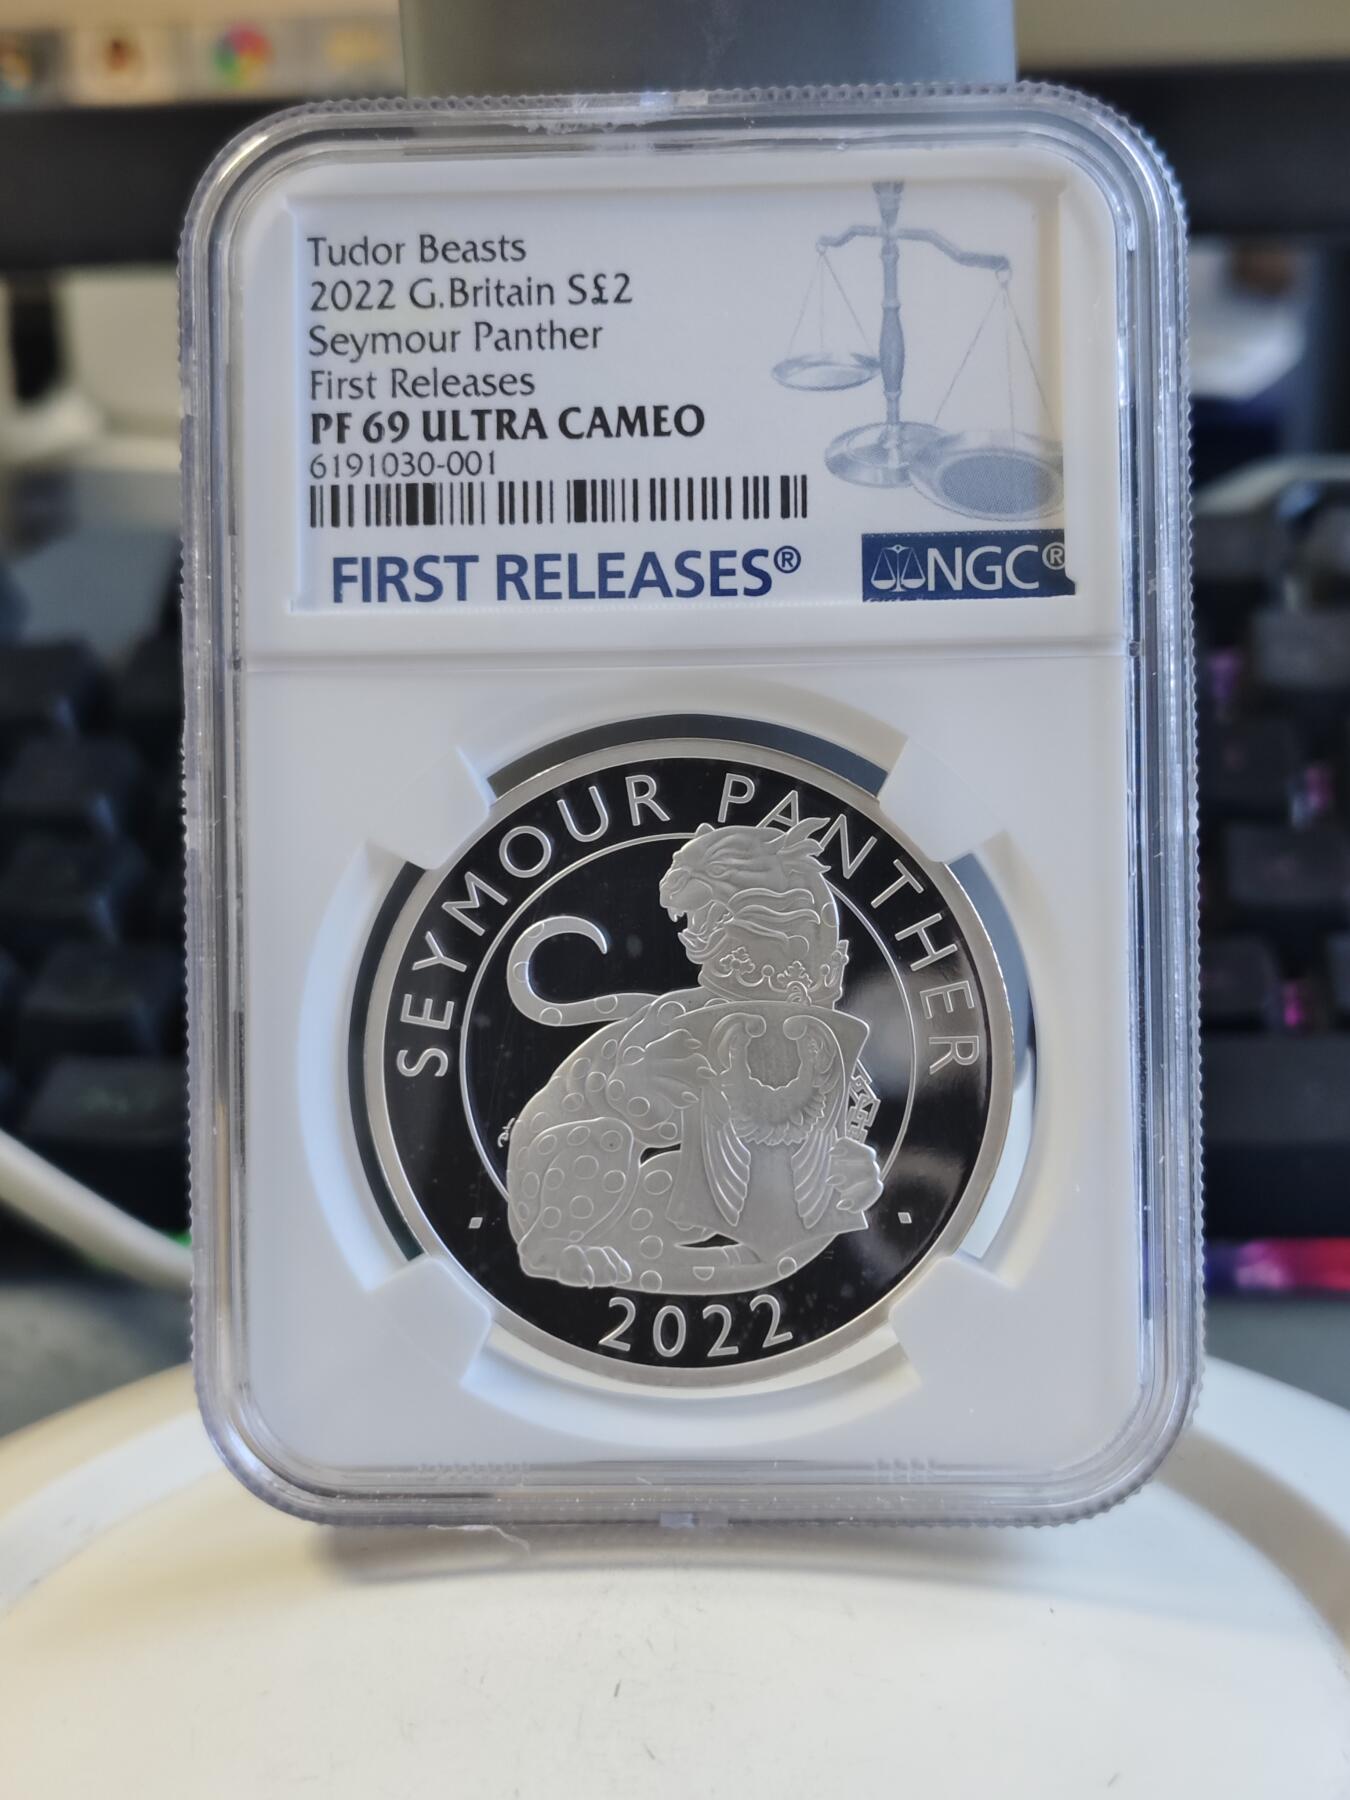 Tudor Beasts
2022 G.Britain S£2
Seymour Panther
First Releases
PF 69 ULTRA CAMEO
6191030-001
FIRST RELEASES®
NGC®
SEYMOUR PANTHER
2022